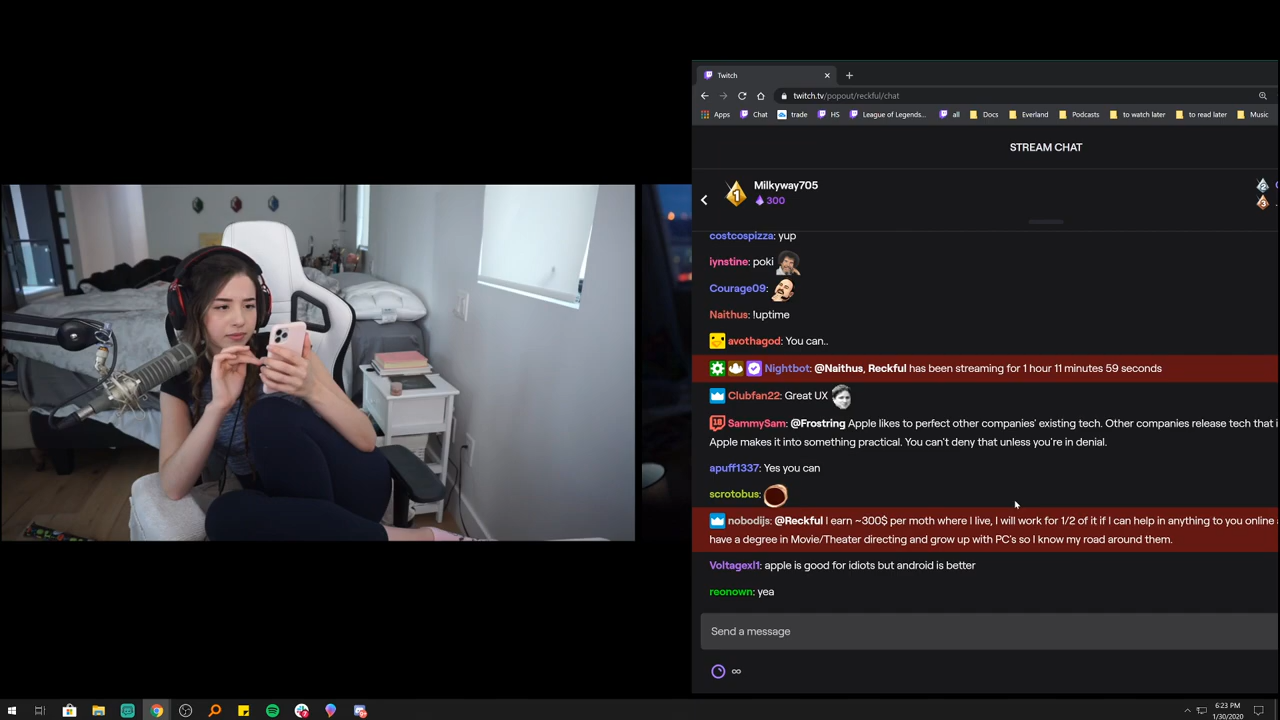 Twitch
twitch.tv/popout/reckful/chat
Apps Chat trade HS League of Legends... all Docs Everland Podcasts to watch later to read later Music
STREAM CHAT
1 Milkyway705
300
2
3
costcospizza: yup
iynstine: poki
Courage09:
Naithus: !uptime
avothagod: You can..
Nightbot: @Naithus, Reckful has been streaming for 1 hour 11 minutes 59 seconds
Clubfan22: Great UX
18 SammySam: @Frostring Apple likes to perfect other companies' existing tech. Other companies release tech that i
Apple makes it into something practical. You can't deny that unless you're in denial.
apuff1337: Yes you can
scrotobus:
nobodijs: @Reckful I earn ~300$ per moth where I live, I will work for 1/2 of it if I can help in anything to you online
have a degree in Movie/Theater directing and grow up with PC's so I know my road around them.
Voltagexl1: apple is good for idiots but android is better
reonown: yea
Send a message
∞
6:23 PM
1/30/2020